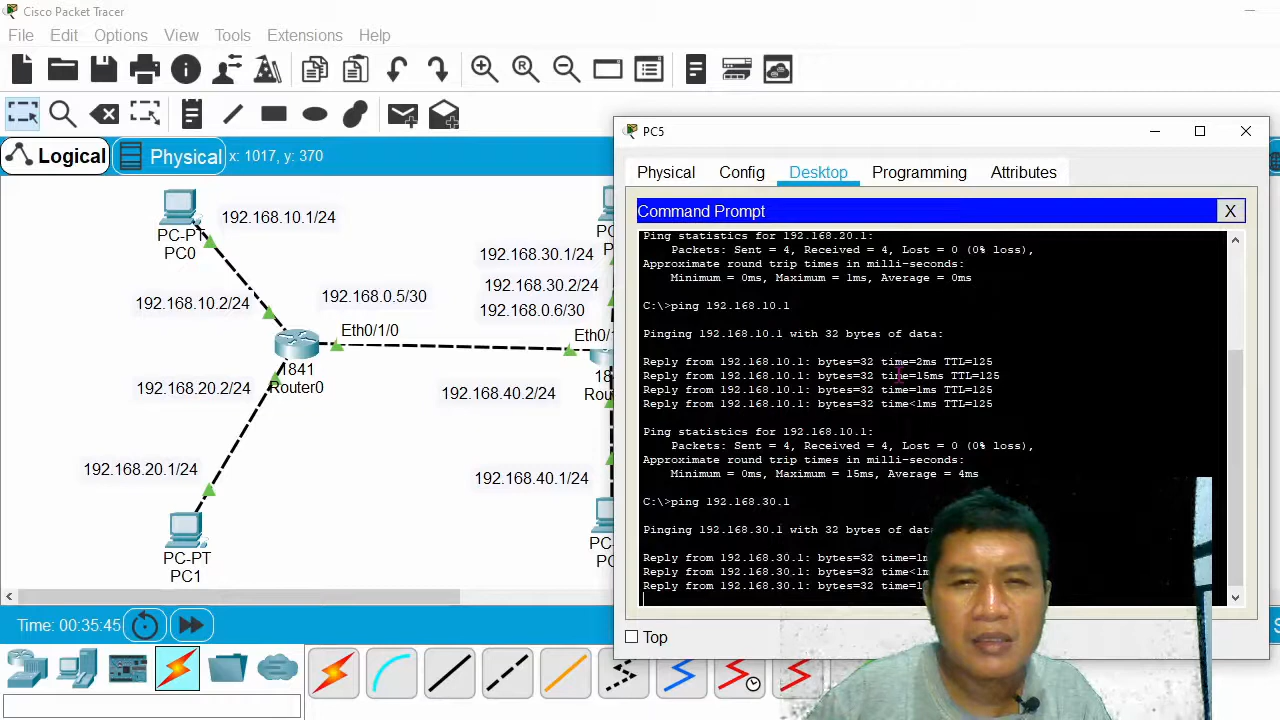 Cisco Packet Tracer
File Edit Options View Tools Extensions Help
Logical
Physical
x: 1017, y: 370
PC-PT
PC0
192.168.10.1/24
192.168.10.2/24
192.168.0.5/30
Eth0/1/0
1841
Router0
192.168.20.2/24
192.168.20.1/24
PC-PT
PC1
192.168.30.1/24
192.168.30.2/24
192.168.0.6/30
192.168.40.2/24
192.168.40.1/24
PC5
Physical Config Desktop Programming Attributes
Command Prompt
X
Ping statistics for 192.168.20.1:
Packets: Sent = 4, Received = 4, Lost = 0 (0% loss),
Approximate round trip times in milli-seconds:
Minimum = 0ms, Maximum = 1ms, Average = 0ms
C:\>ping 192.168.10.1
Pinging 192.168.10.1 with 32 bytes of data:
Reply from 192.168.10.1: bytes=32 time=2ms TTL=125
Reply from 192.168.10.1: bytes=32 time=15ms TTL=125
Reply from 192.168.10.1: bytes=32 time=1ms TTL=125
Reply from 192.168.10.1: bytes=32 time<1ms TTL=125
Ping statistics for 192.168.10.1:
Packets: Sent = 4, Received = 4, Lost = 0 (0% loss),
Approximate round trip times in milli-seconds:
Minimum = 0ms, Maximum = 15ms, Average = 4ms
C:\>ping 192.168.30.1
Pinging 192.168.30.1 with 32 bytes of
Reply from 192.168.30.1: bytes=32
Reply from 192.168.30.1: bytes=32
Reply from 192.168.30.1: bytes=32
Top
Time: 00:35:45